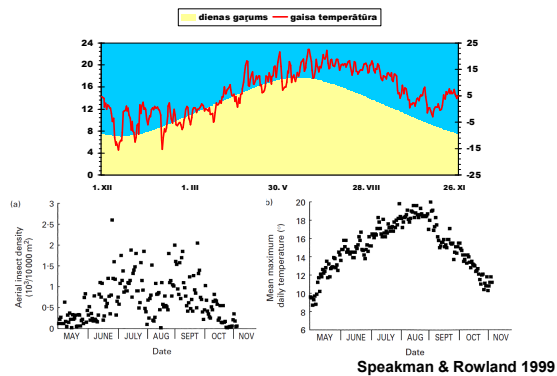 dienas garums gaisa temperatūra
24 25
20 15
16
12 5
8 -5
4 -15
0 -25
1. XII 1. III 30. V 28. VIII 26. XI
(a)
3
2·5
2
1·5
1
0·5
0
Aerial insect density
(10³/10 000 m²)
MAY JUNE JULY AUG SEPT OCT NOV
Date
b)
20
18
16
14
12
10
8
6
Mean maximum
daily temperature (°)
MAY JUNE JULY AUG SEPT OCT NOV
Date
Speakman & Rowland 1999